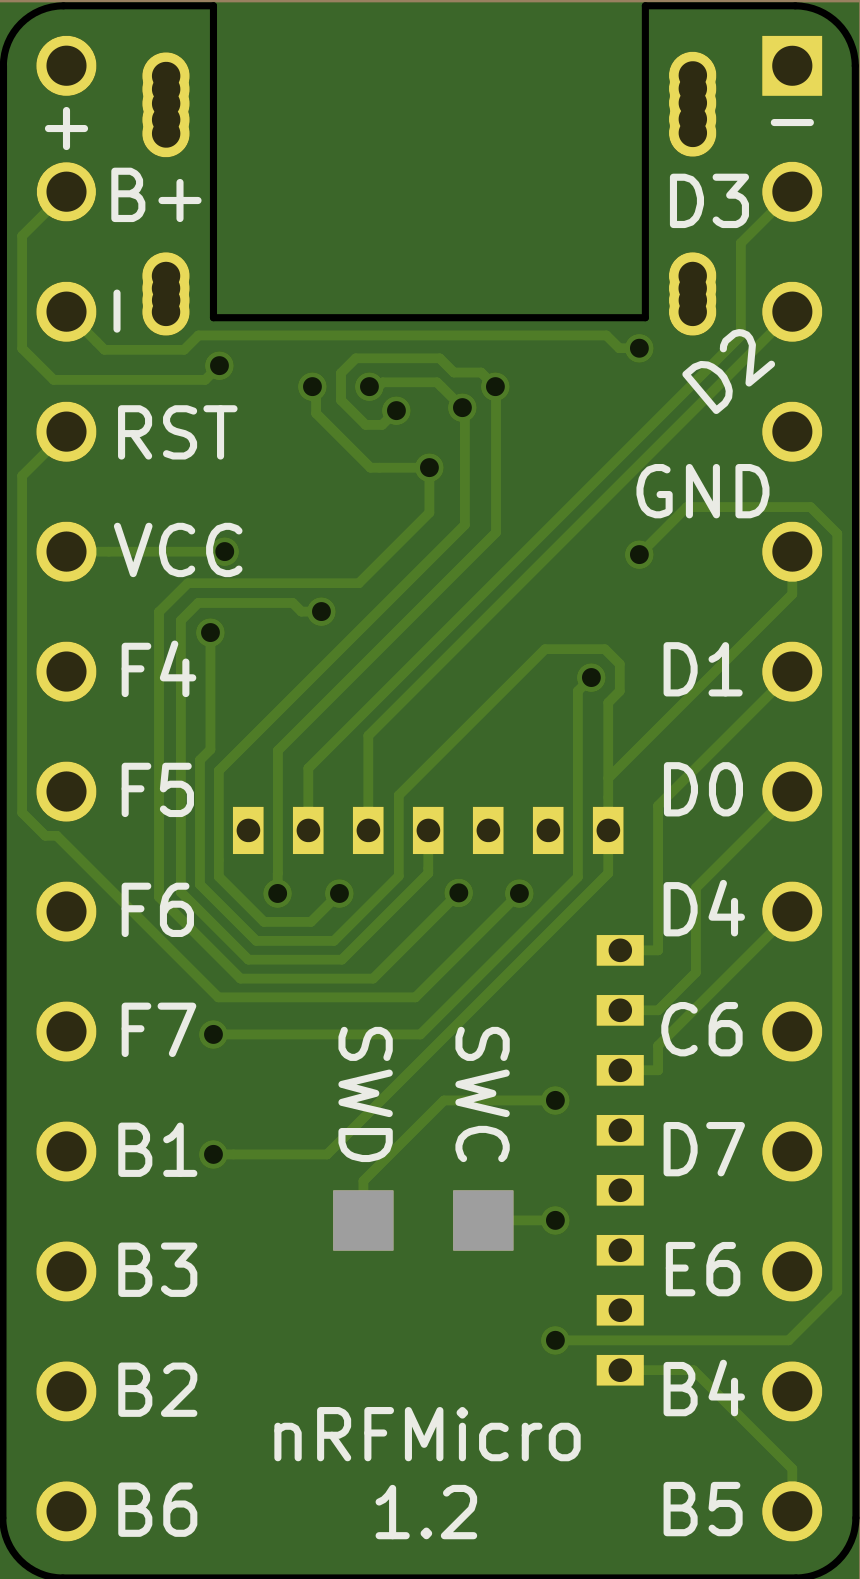 +
−
B+
D3
−
D2
RST
GND
VCC
F4
D1
F5
D0
F6
D4
F7
C6
SWD
SWC
B1
D7
B3
E6
B2
B4
nRFMicro
1.2
B6
B5